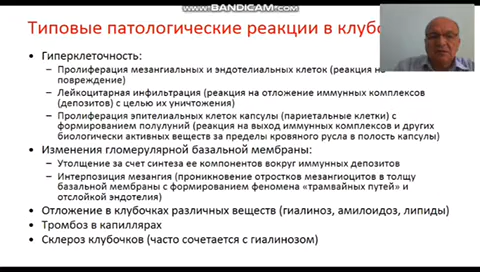 WWW.BANDICAM.COM
Типовые патологические реакции в клубо
• Гиперклеточность:
– Пролиферация мезангиальных и эндотелиальных клеток (реакция на
повреждение)
– Лейкоцитарная инфильтрация (реакция на отложение иммунных комплексов
(депозитов) с целью их уничтожения)
– Пролиферация эпителиальных клеток капсулы (париетальные клетки) с
формированием полулуний (реакция на выход иммунных комплексов и других
биологически активных веществ за пределы кровяного русла в полость капсулы)
• Изменения гломерулярной базальной мембраны:
– Утолщение за счет синтеза ее компонентов вокруг иммунных депозитов
– Интерпозиция мезангия (проникновение отростков мезангиоцитов в толщу
базальной мембраны с формированием феномена «трамвайных путей» и
отслойкой эндотелия)
• Отложение в клубочках различных веществ (гиалиноз, амилоидоз, липиды)
• Тромбоз в капиллярах
• Склероз клубочков (часто сочетается с гиалинозом)